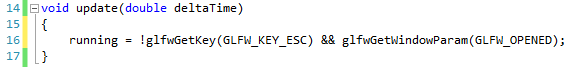 14 void update(double deltaTime)
15 {
16 running = !glfwGetKey(GLFW_KEY_ESC) && glfwGetWindowParam(GLFW_OPENED);
17 }